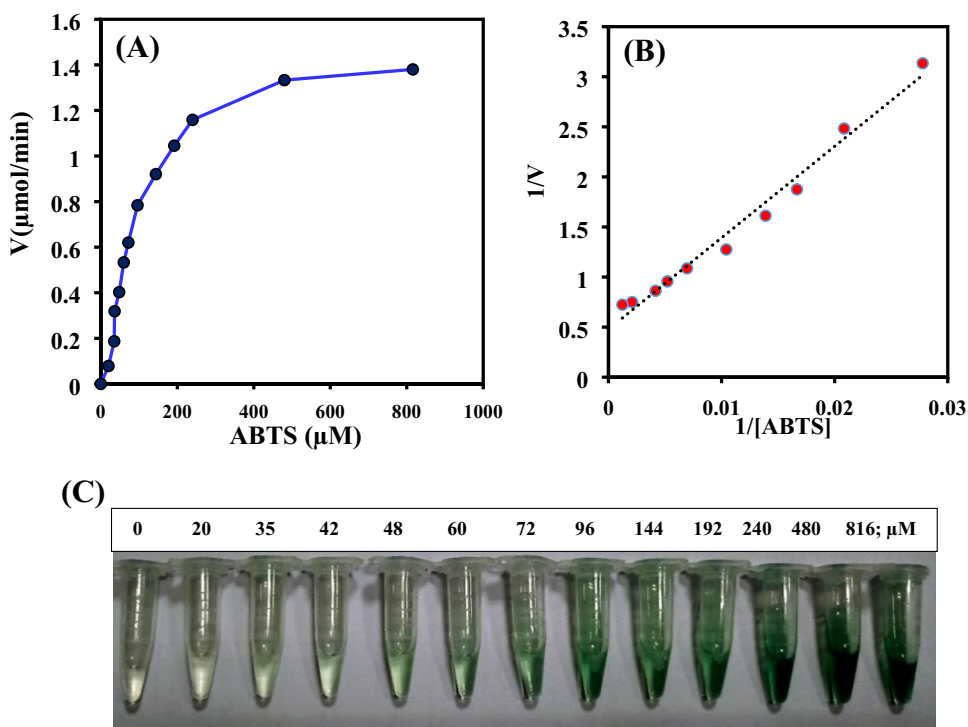 (A)
V(μmol/min)
1.6
1.4
1.2
1
0.8
0.6
0.4
0.2
0
0 200 400 600 800 1000
ABTS (μM)
(B)
1/V
3.5
3
2.5
2
1.5
1
0.5
0
0 0.01 0.02 0.03
1/[ABTS]
(C)
0 20 35 42 48 60 72 96 144 192 240 480 816; μM